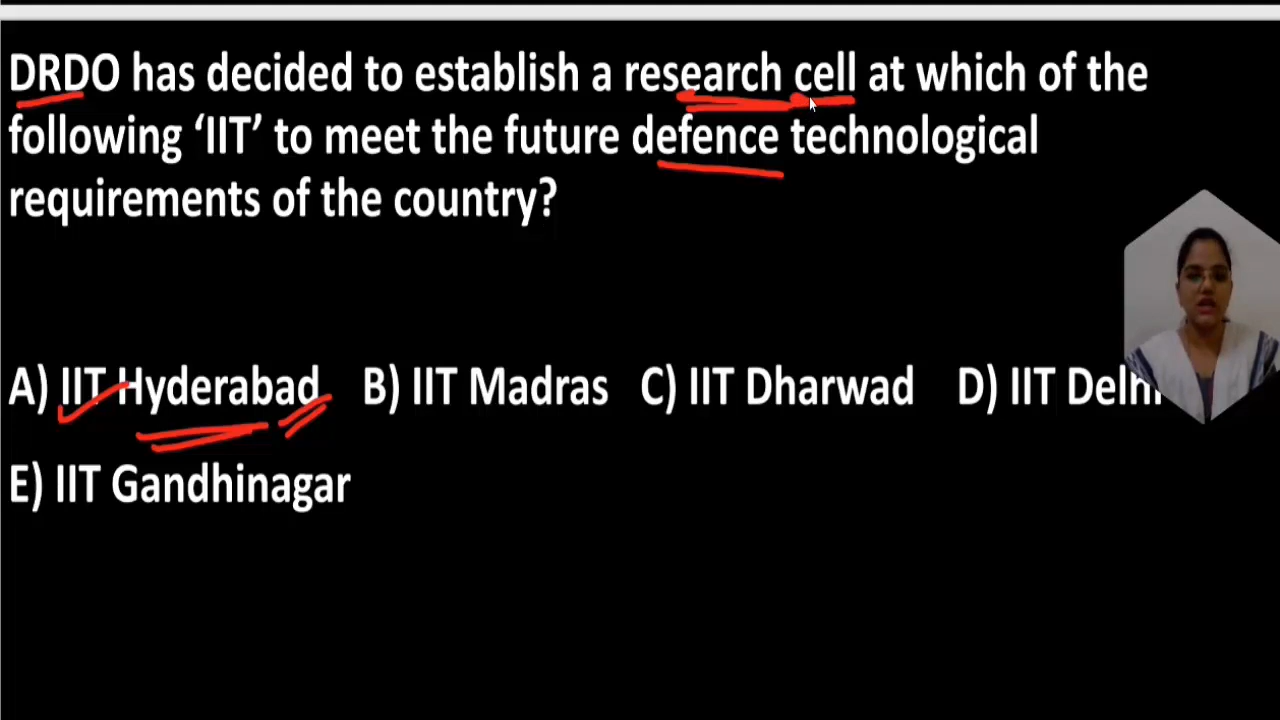 DRDO has decided to establish a research cell at which of the
following ‘IIT’ to meet the future defence technological
requirements of the country?
A) IIT Hyderabad B) IIT Madras C) IIT Dharwad D) IIT Delhi
E) IIT Gandhinagar